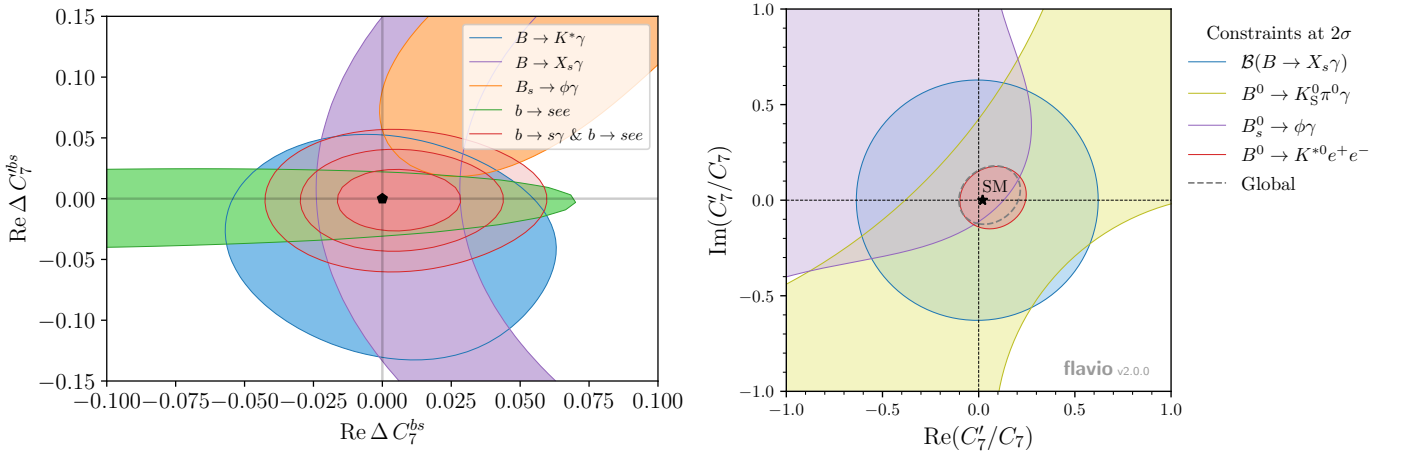 0.15
0.10
0.05
0.00
−0.05
−0.10
−0.15
Re Δ C′₇ᵇˢ
B → K*γ
B → Xₛγ
Bₛ → ϕγ
b → see
b → sγ & b → see
−0.100 −0.075 −0.050 −0.025 0.000 0.025 0.050 0.075 0.100
Re Δ C₇ᵇˢ
1.0
0.5
0.0
−0.5
−1.0
Im(C′₇/C₇)
SM
flavio v2.0.0
−1.0 −0.5 0.0 0.5 1.0
Re(C′₇/C₇)
Constraints at 2σ
ℬ(B → Xₛγ)
B⁰ → K⁰_S π⁰γ
B⁰ₛ → ϕγ
B⁰ → K*⁰e⁺e⁻
Global